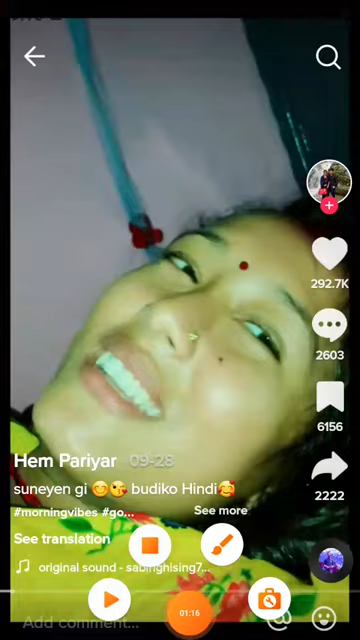 292.7K
2603
6156
2222
Hem Pariyar 09-28
suneyen gi 😊😘 budiko Hindi🥰
#morningvibes #go... See more
See translation
original sound - sabinghising7...
01:16
Add comment...